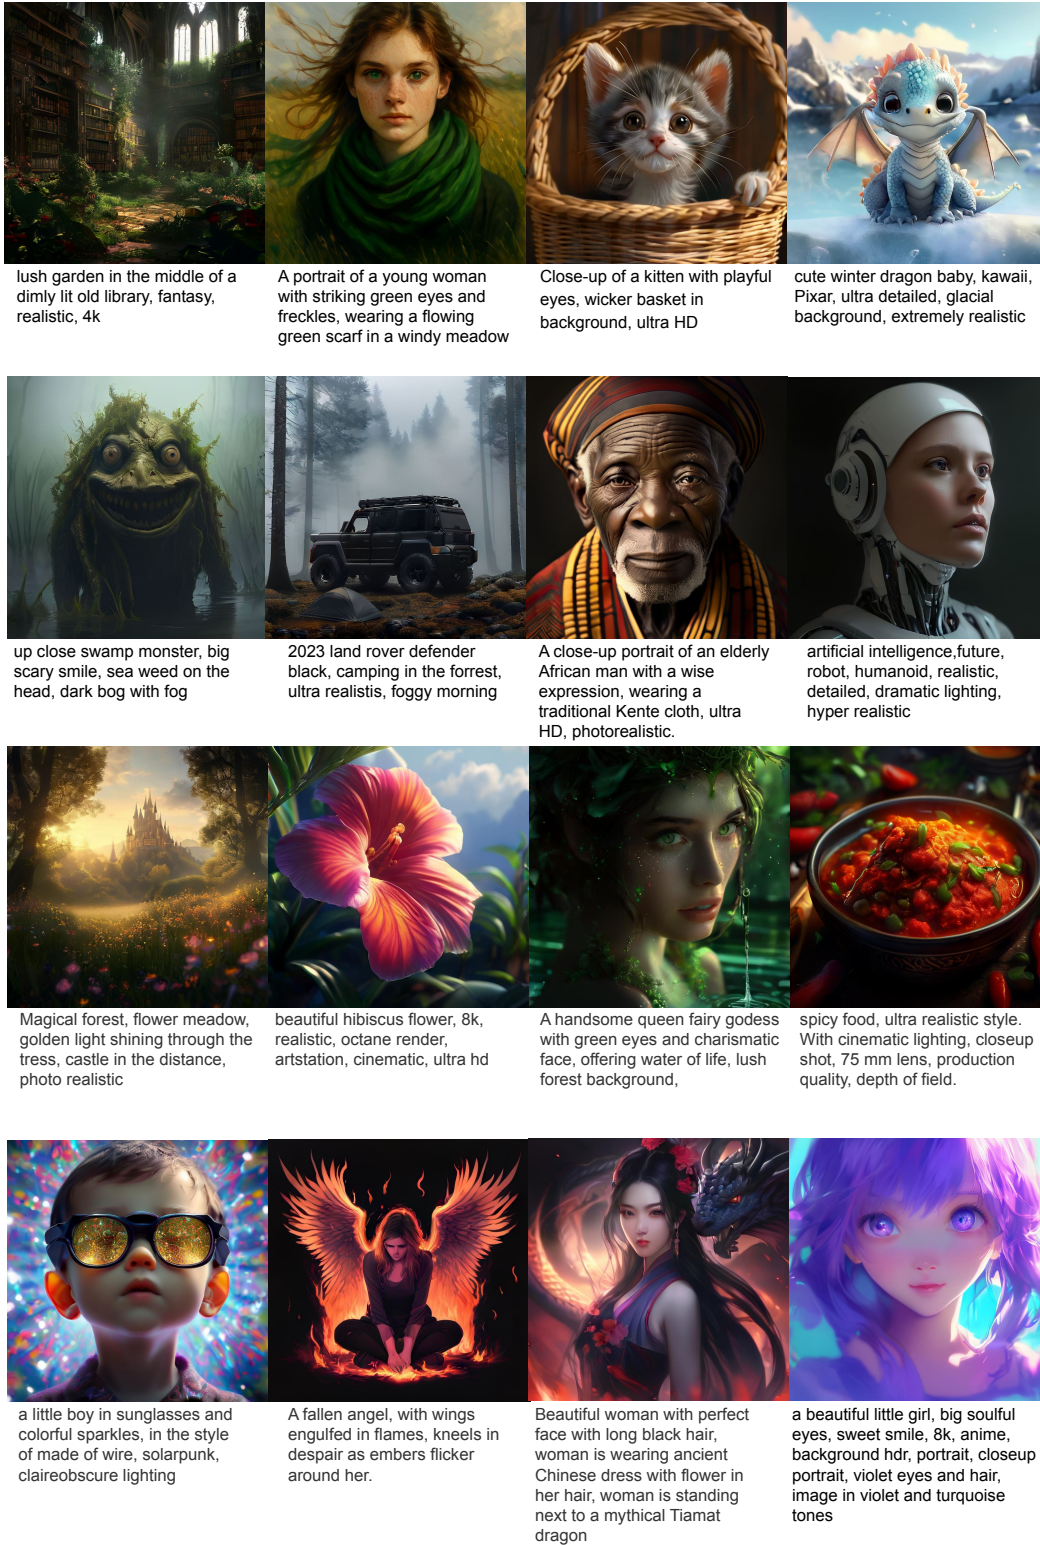 lush garden in the middle of a
dimly lit old library, fantasy,
realistic, 4k
A portrait of a young woman
with striking green eyes and
freckles, wearing a flowing
green scarf in a windy meadow
Close-up of a kitten with playful
eyes, wicker basket in
background, ultra HD
cute winter dragon baby, kawaii,
Pixar, ultra detailed, glacial
background, extremely realistic
up close swamp monster, big
scary smile, sea weed on the
head, dark bog with fog
2023 land rover defender
black, camping in the forrest,
ultra realistis, foggy morning
A close-up portrait of an elderly
African man with a wise
expression, wearing a
traditional Kente cloth, ultra
HD, photorealistic.
artificial intelligence,future,
robot, humanoid, realistic,
detailed, dramatic lighting,
hyper realistic
Magical forest, flower meadow,
golden light shining through the
tress, castle in the distance,
photo realistic
beautiful hibiscus flower, 8k,
realistic, octane render,
artstation, cinematic, ultra hd
A handsome queen fairy godess
with green eyes and charismatic
face, offering water of life, lush
forest background,
spicy food, ultra realistic style.
With cinematic lighting, closeup
shot, 75 mm lens, production
quality, depth of field.
a little boy in sunglasses and
colorful sparkles, in the style
of made of wire, solarpunk,
claireobscure lighting
A fallen angel, with wings
engulfed in flames, kneels in
despair as embers flicker
around her.
Beautiful woman with perfect
face with long black hair,
woman is wearing ancient
Chinese dress with flower in
her hair, woman is standing
next to a mythical Tiamat
dragon
a beautiful little girl, big soulful
eyes, sweet smile, 8k, anime,
background hdr, portrait, closeup
portrait, violet eyes and hair,
image in violet and turquoise
tones